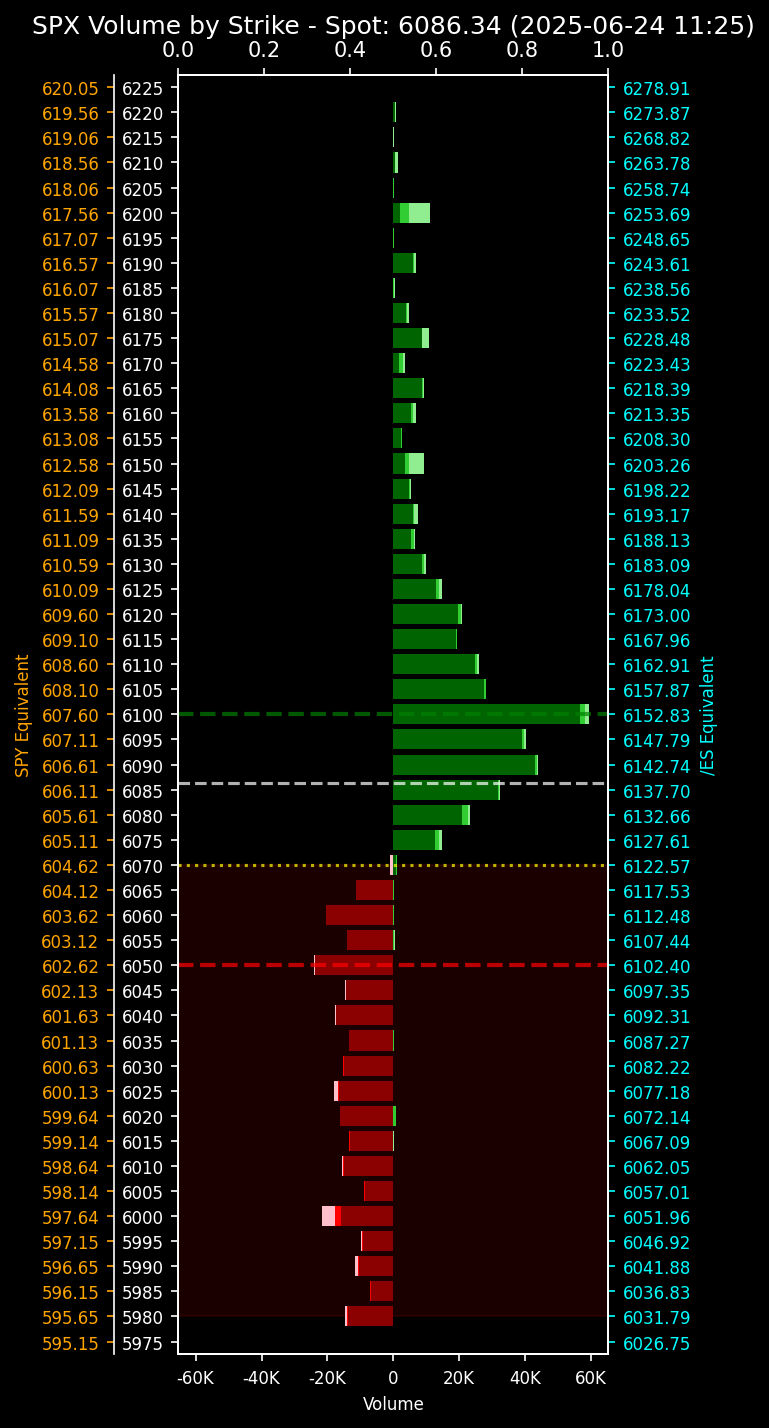 SPX Volume by Strike - Spot: 6086.34 (2025-06-24 11:25)
0.0 0.2 0.4 0.6 0.8 1.0
620.05 6225 6278.91
619.56 6220 6273.87
619.06 6215 6268.82
618.56 6210 6263.78
618.06 6205 6258.74
617.56 6200 6253.69
617.07 6195 6248.65
616.57 6190 6243.61
616.07 6185 6238.56
615.57 6180 6233.52
615.07 6175 6228.48
614.58 6170 6223.43
614.08 6165 6218.39
613.58 6160 6213.35
613.08 6155 6208.30
612.58 6150 6203.26
612.09 6145 6198.22
611.59 6140 6193.17
611.09 6135 6188.13
610.59 6130 6183.09
610.09 6125 6178.04
609.60 6120 6173.00
609.10 6115 6167.96
608.60 6110 6162.91
608.10 6105 6157.87
607.60 6100 6152.83
607.11 6095 6147.79
606.61 6090 6142.74
606.11 6085 6137.70
605.61 6080 6132.66
605.11 6075 6127.61
604.62 6070 6122.57
604.12 6065 6117.53
603.62 6060 6112.48
603.12 6055 6107.44
602.62 6050 6102.40
602.13 6045 6097.35
601.63 6040 6092.31
601.13 6035 6087.27
600.63 6030 6082.22
600.13 6025 6077.18
599.64 6020 6072.14
599.14 6015 6067.09
598.64 6010 6062.05
598.14 6005 6057.01
597.64 6000 6051.96
597.15 5995 6046.92
596.65 5990 6041.88
596.15 5985 6036.83
595.65 5980 6031.79
595.15 5975 6026.75
SPY Equivalent
/ES Equivalent
-60K -40K -20K 0 20K 40K 60K
Volume